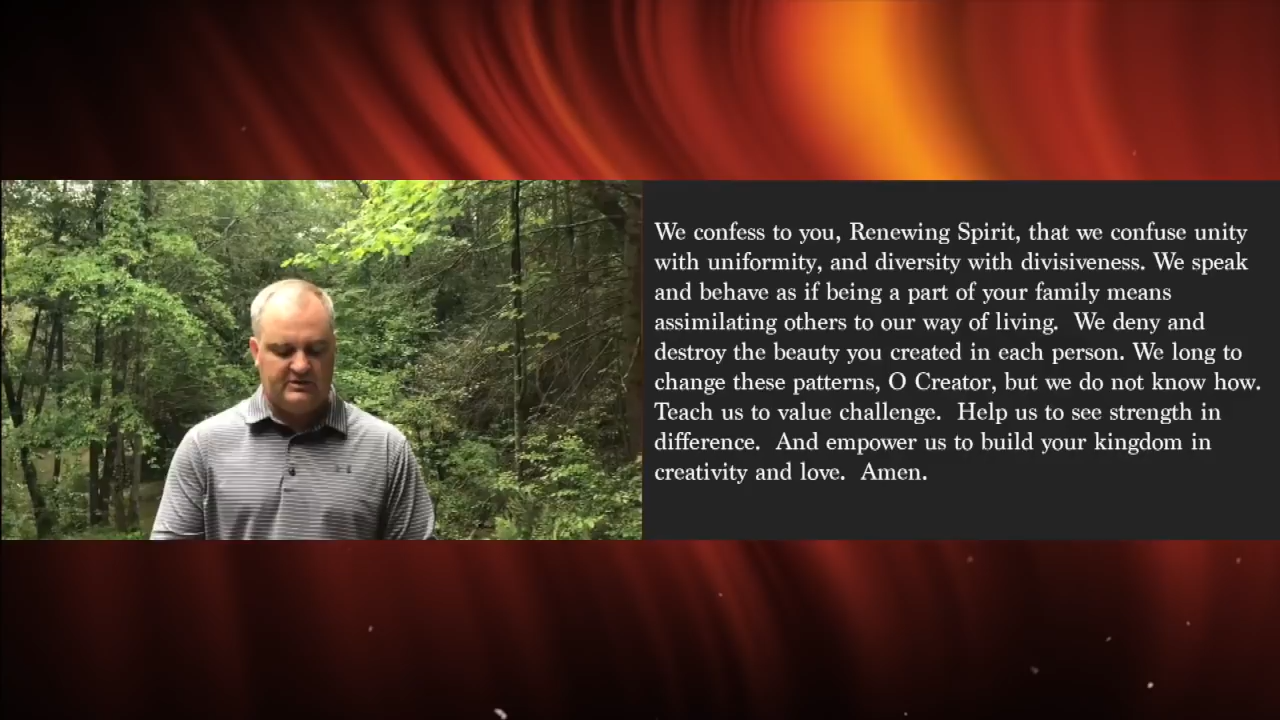 We confess to you, Renewing Spirit, that we confuse unity
with uniformity, and diversity with divisiveness. We speak
and behave as if being a part of your family means
assimilating others to our way of living.  We deny and
destroy the beauty you created in each person. We long to
change these patterns, O Creator, but we do not know how.
Teach us to value challenge.  Help us to see strength in
difference.  And empower us to build your kingdom in
creativity and love.  Amen.